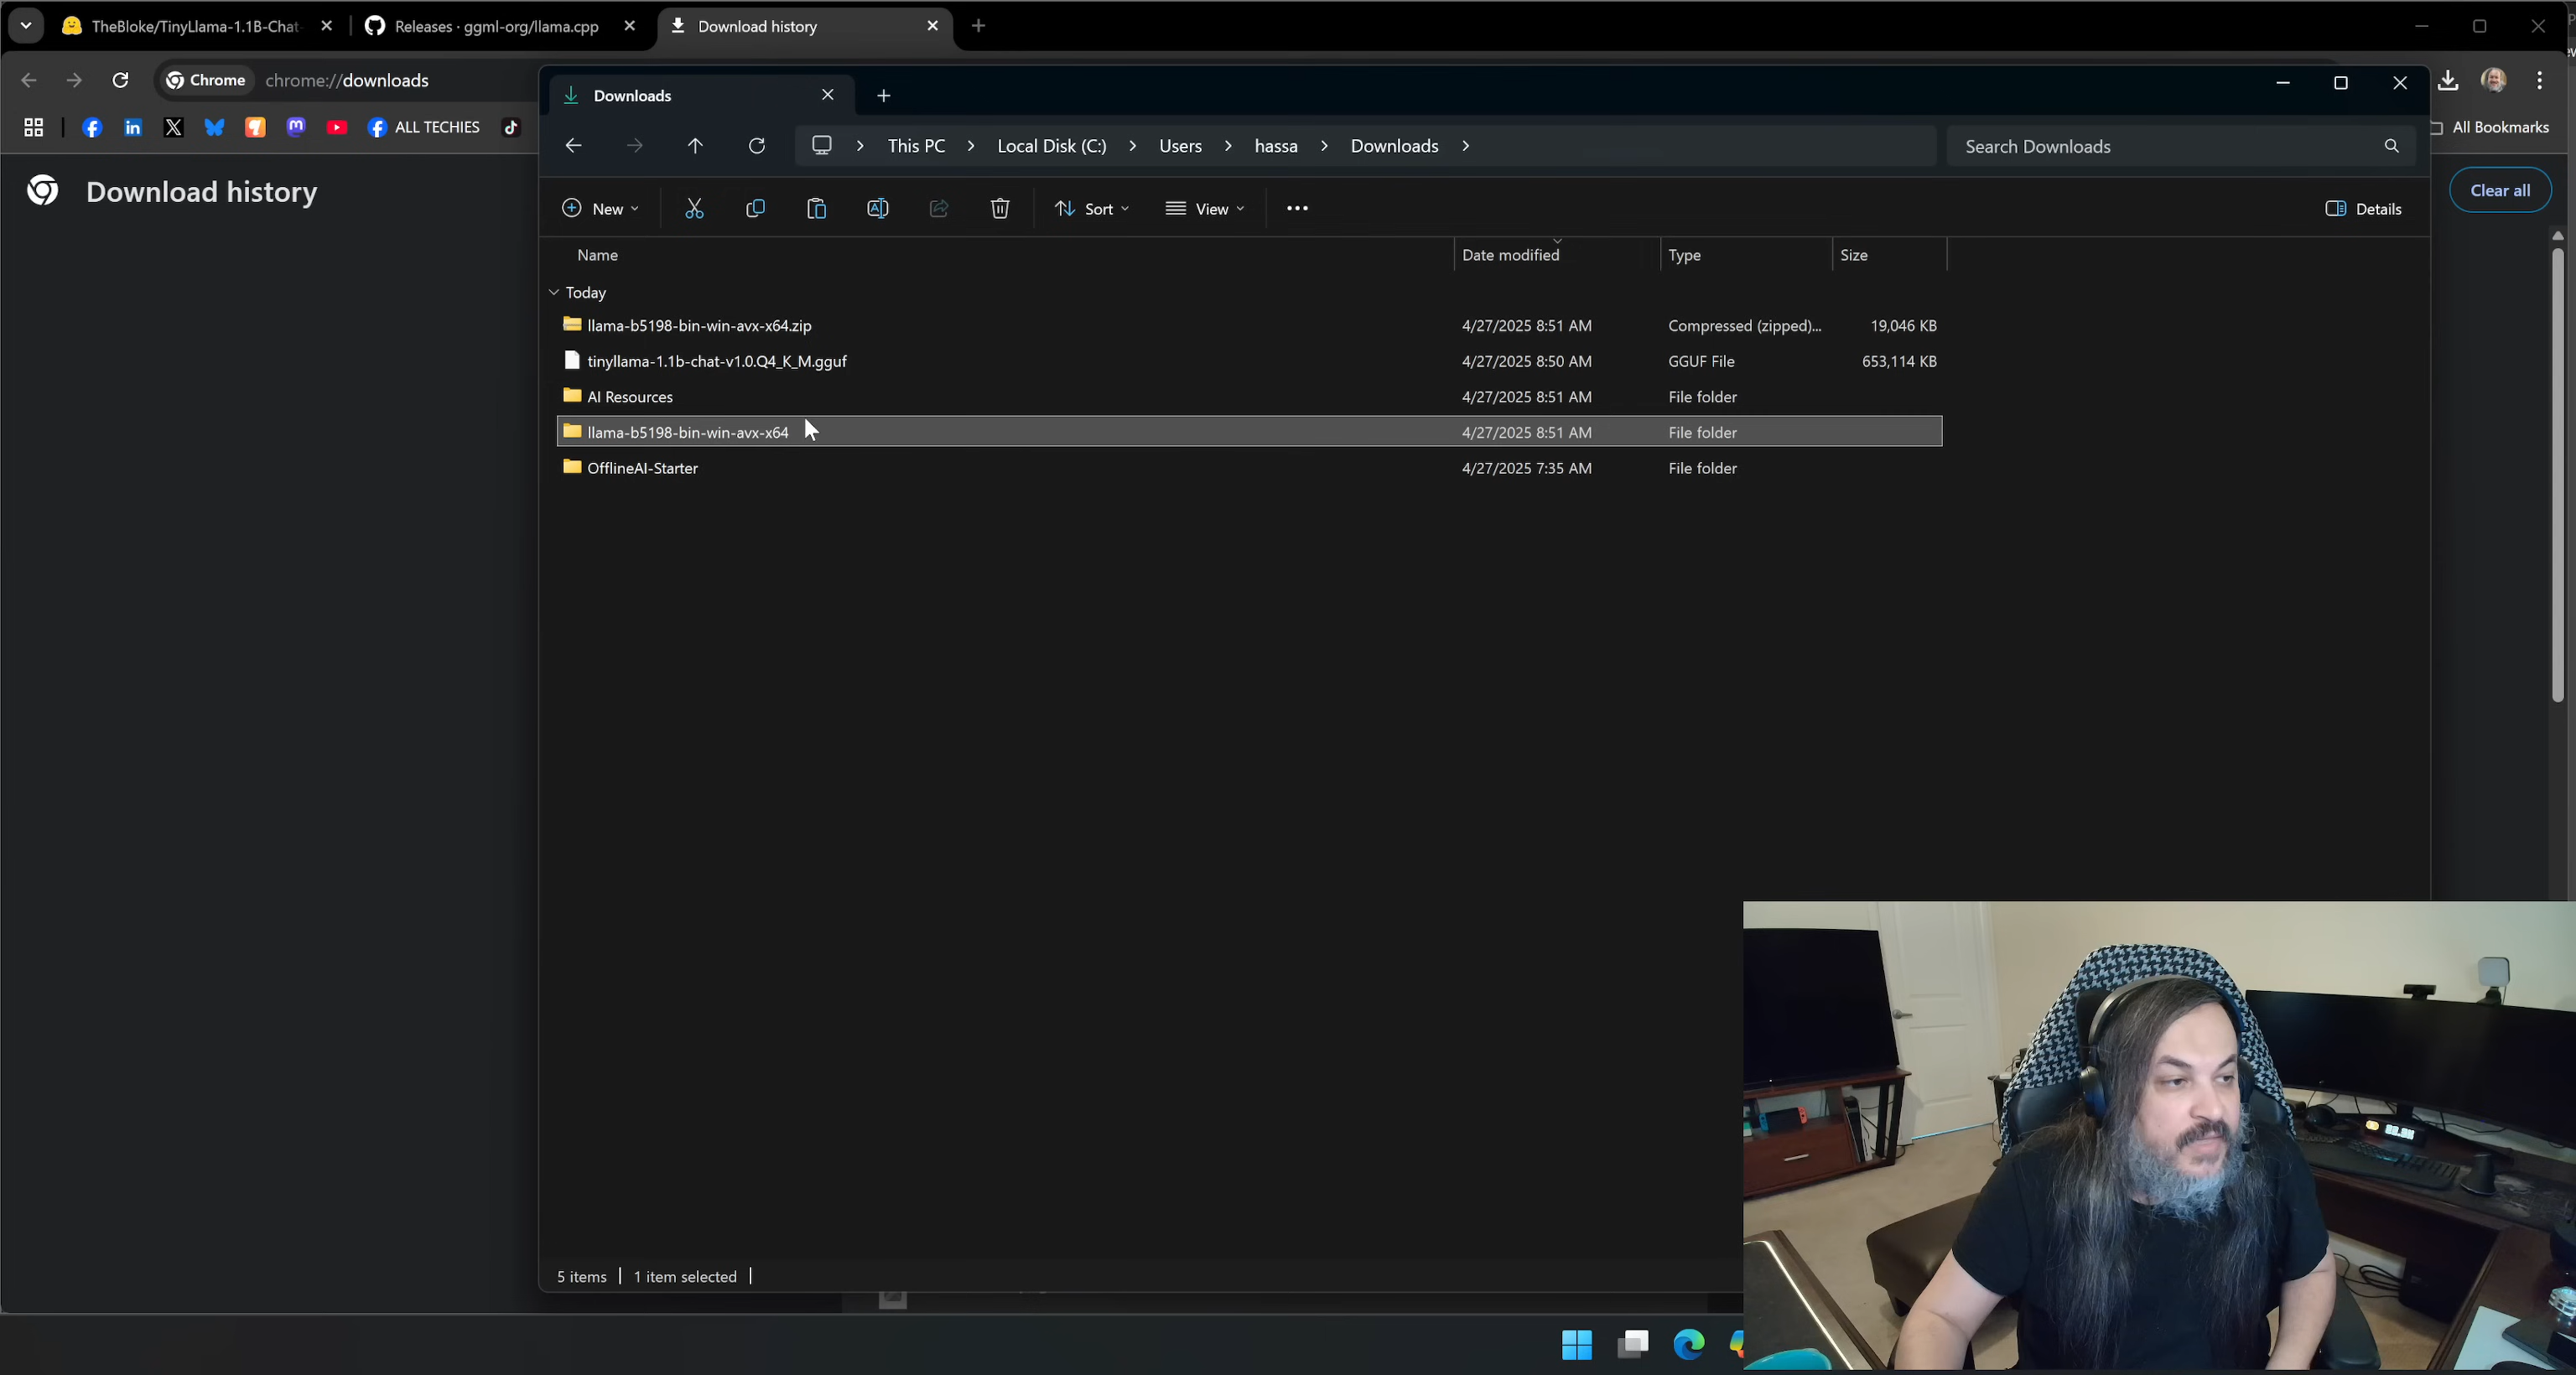 TheBloke/TinyLlama-1.1B-Chat-
Releases · ggml-org/llama.cpp
Download history
Chrome
chrome://downloads
ALL TECHIES
All Bookmarks
Download history
Clear all
Downloads
This PC > Local Disk (C:) > Users > hassa > Downloads >
Search Downloads
New
Sort
View
Details
Name Date modified Type Size
Today
llama-b5198-bin-win-avx-x64.zip 4/27/2025 8:51 AM Compressed (zipped)... 19,046 KB
tinyllama-1.1b-chat-v1.0.Q4_K_M.gguf 4/27/2025 8:50 AM GGUF File 653,114 KB
AI Resources 4/27/2025 8:51 AM File folder
llama-b5198-bin-win-avx-x64 4/27/2025 8:51 AM File folder
OfflineAI-Starter 4/27/2025 7:35 AM File folder
5 items 1 item selected